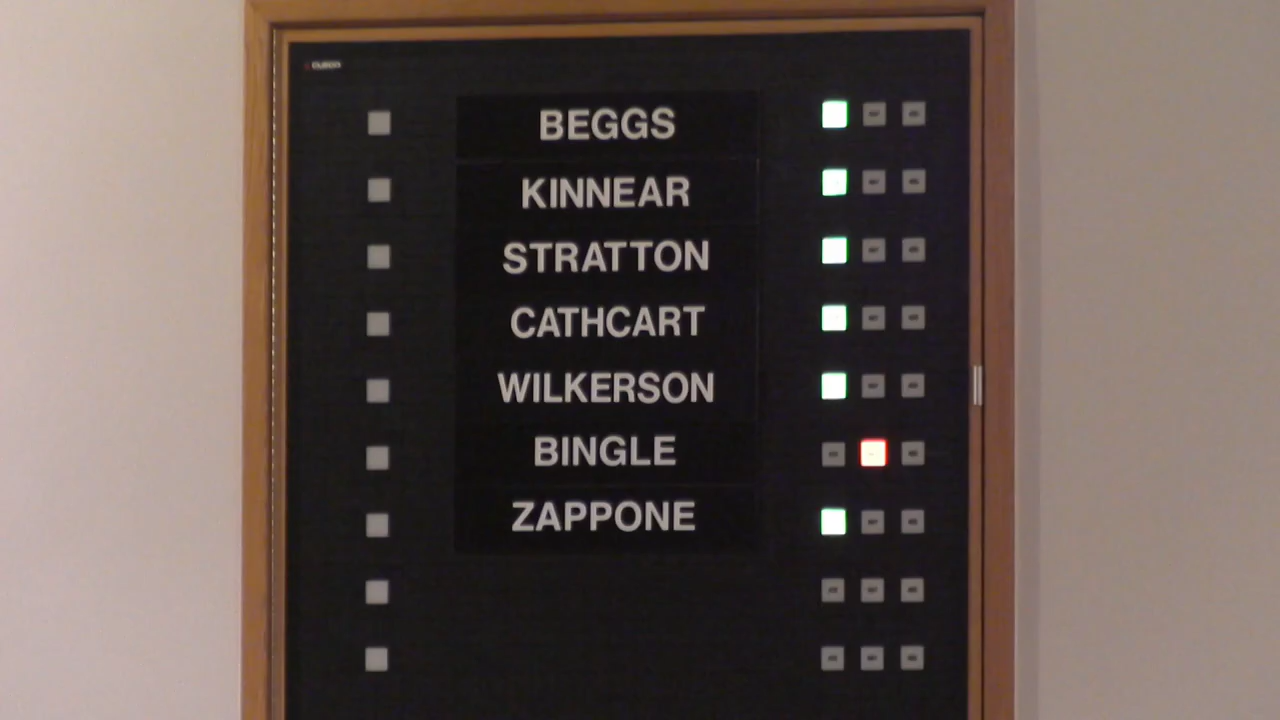 BEGGS
KINNEAR
STRATTON
CATHCART
WILKERSON
BINGLE
ZAPPONE